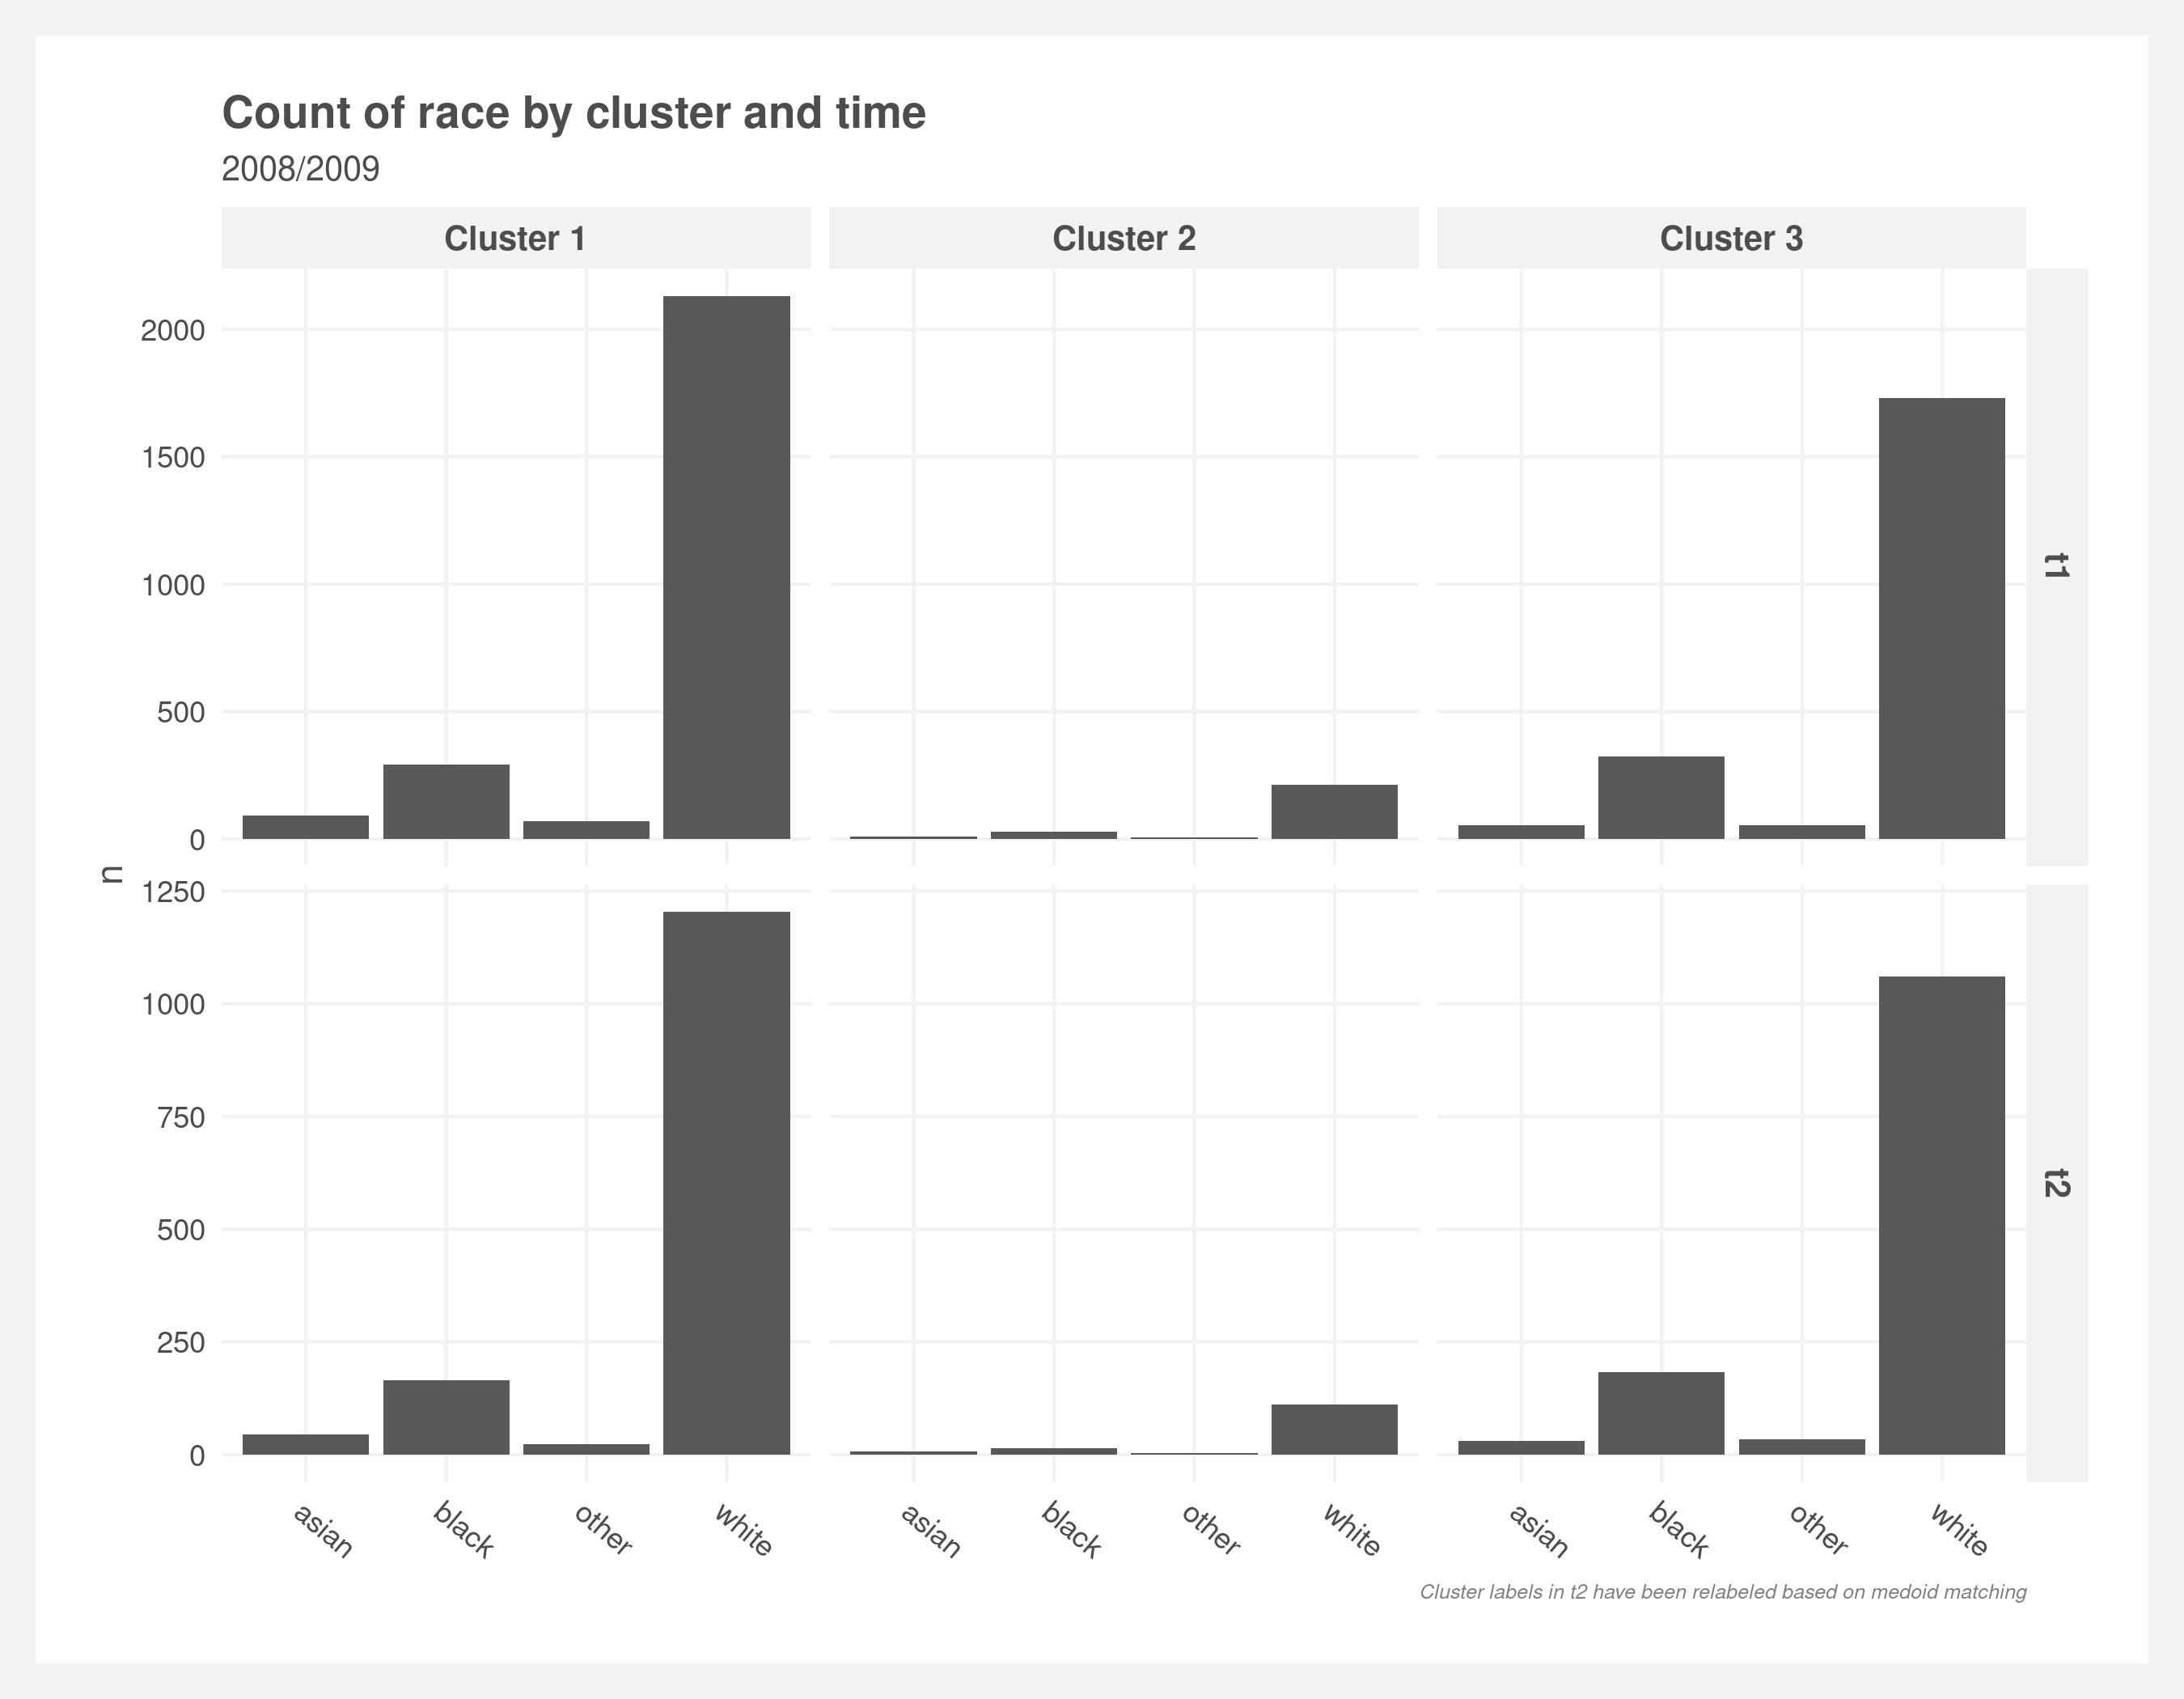 Count of race by cluster and time
2008/2009
Cluster 1 Cluster 2 Cluster 3
2000
1500
1000
500
0
t1
n
1250
1000
750
500
250
0
t2
asian black other white asian black other white asian black other white
Cluster labels in t2 have been relabeled based on medoid matching